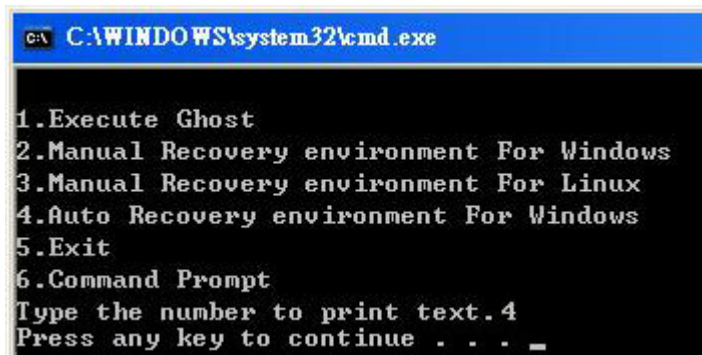 C:\WINDOWS\system32\cmd.exe
1.Execute Ghost
2.Manual Recovery environment For Windows
3.Manual Recovery environment For Linux
4.Auto Recovery environment For Windows
5.Exit
6.Command Prompt
Type the number to print text.4
Press any key to continue . . . _